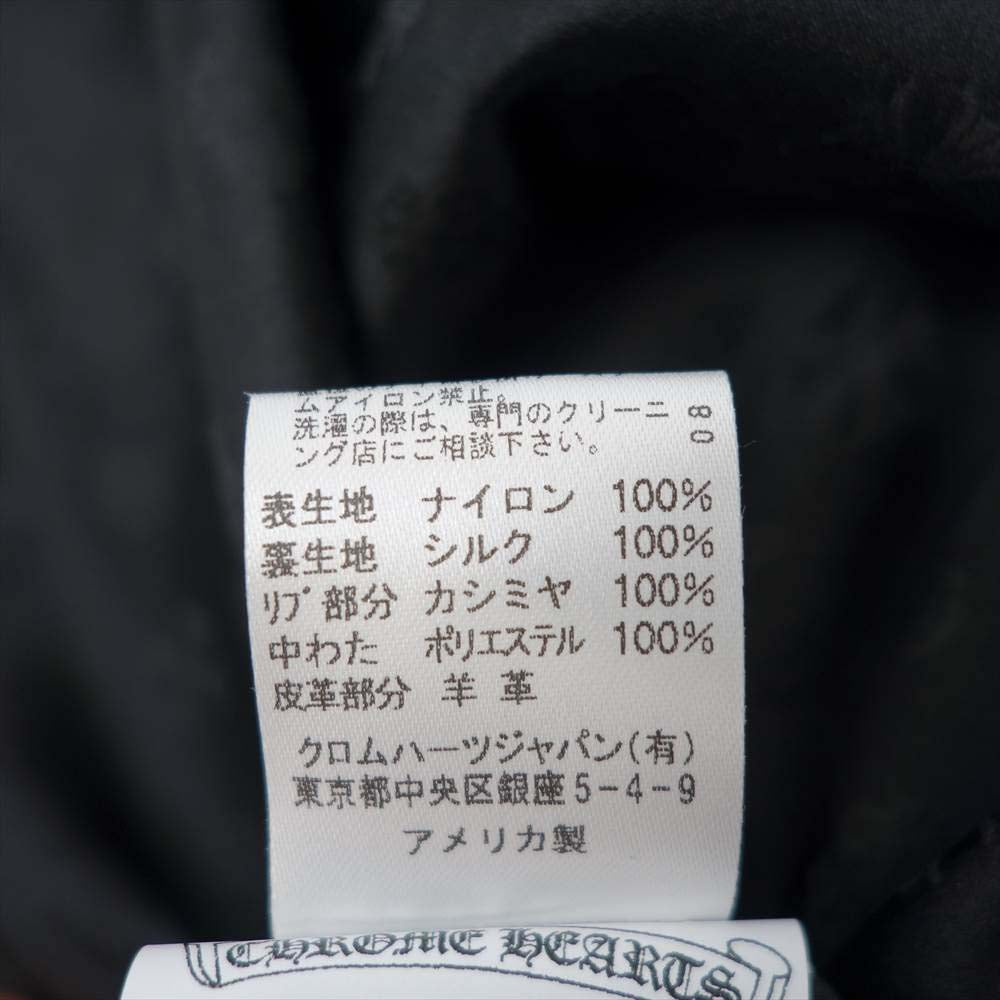 ムアイロン禁止。
洗濯の際は、専門のクリーニ
ング店にご相談下さい。
08
表生地 ナイロン 100%
裏生地 シルク 100%
リブ部分 カシミヤ 100%
中わた ポリエステル 100%
皮革部分 羊革
クロムハーツジャパン(有)
東京都中央区銀座5-4-9
アメリカ製
CHROME HEARTS